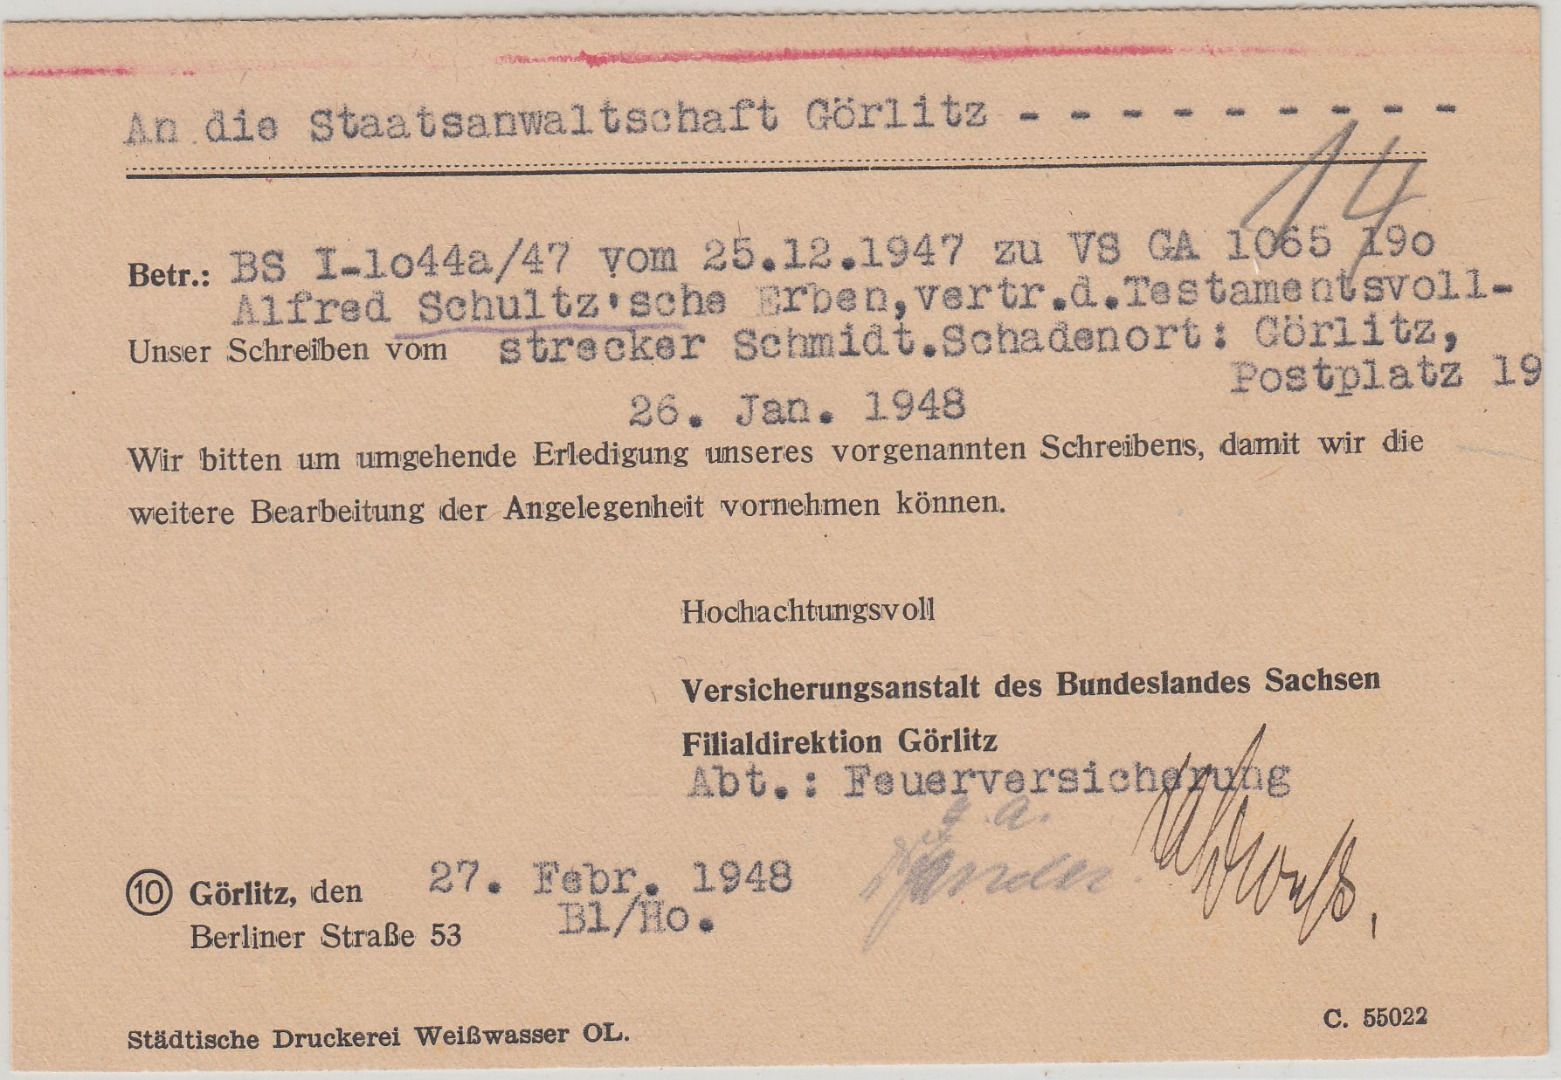 An die Staatsanwaltschaft Görlitz - - - - - - - - -
14
Betr.: BS I-1o44a/47 vom 25.12.1947 zu VS GA 1065 19o
Alfred Schultz'sche Erben,vertr.d.Testamentsvoll-
Unser Schreiben vom strecker Schmidt.Schadenort: Görlitz,
Postplatz 19
26. Jan. 1948
Wir bitten um umgehende Erledigung unseres vorgenannten Schreibens, damit wir die
weitere Bearbeitung der Angelegenheit vornehmen können.
Hochachtungsvoll
Versicherungsanstalt des Bundeslandes Sachsen
Filialdirektion Görlitz
Abt.: Feuerversicherung
10 Görlitz, den 27. Febr. 1948
Bl/Ho.
Berliner Straße 53
C. 55022
Städtische Druckerei Weißwasser OL.